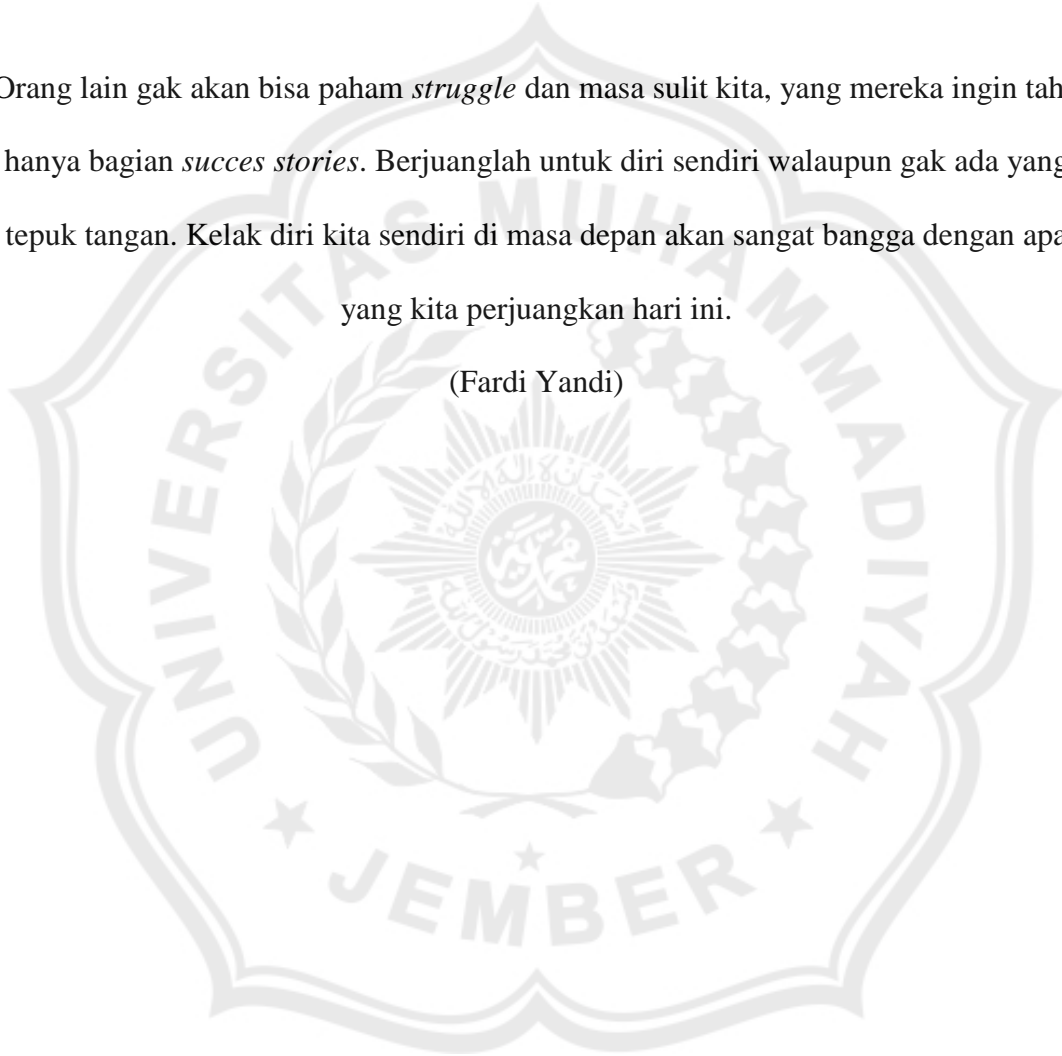 Orang lain gak akan bisa paham struggle dan masa sulit kita, yang mereka ingin tah
hanya bagian succes stories. Berjuanglah untuk diri sendiri walaupun gak ada yang
tepuk tangan. Kelak diri kita sendiri di masa depan akan sangat bangga dengan apa
yang kita perjuangkan hari ini.
(Fardi Yandi)
UNIVERSITAS MUHAMMADIYAH
JEMBER